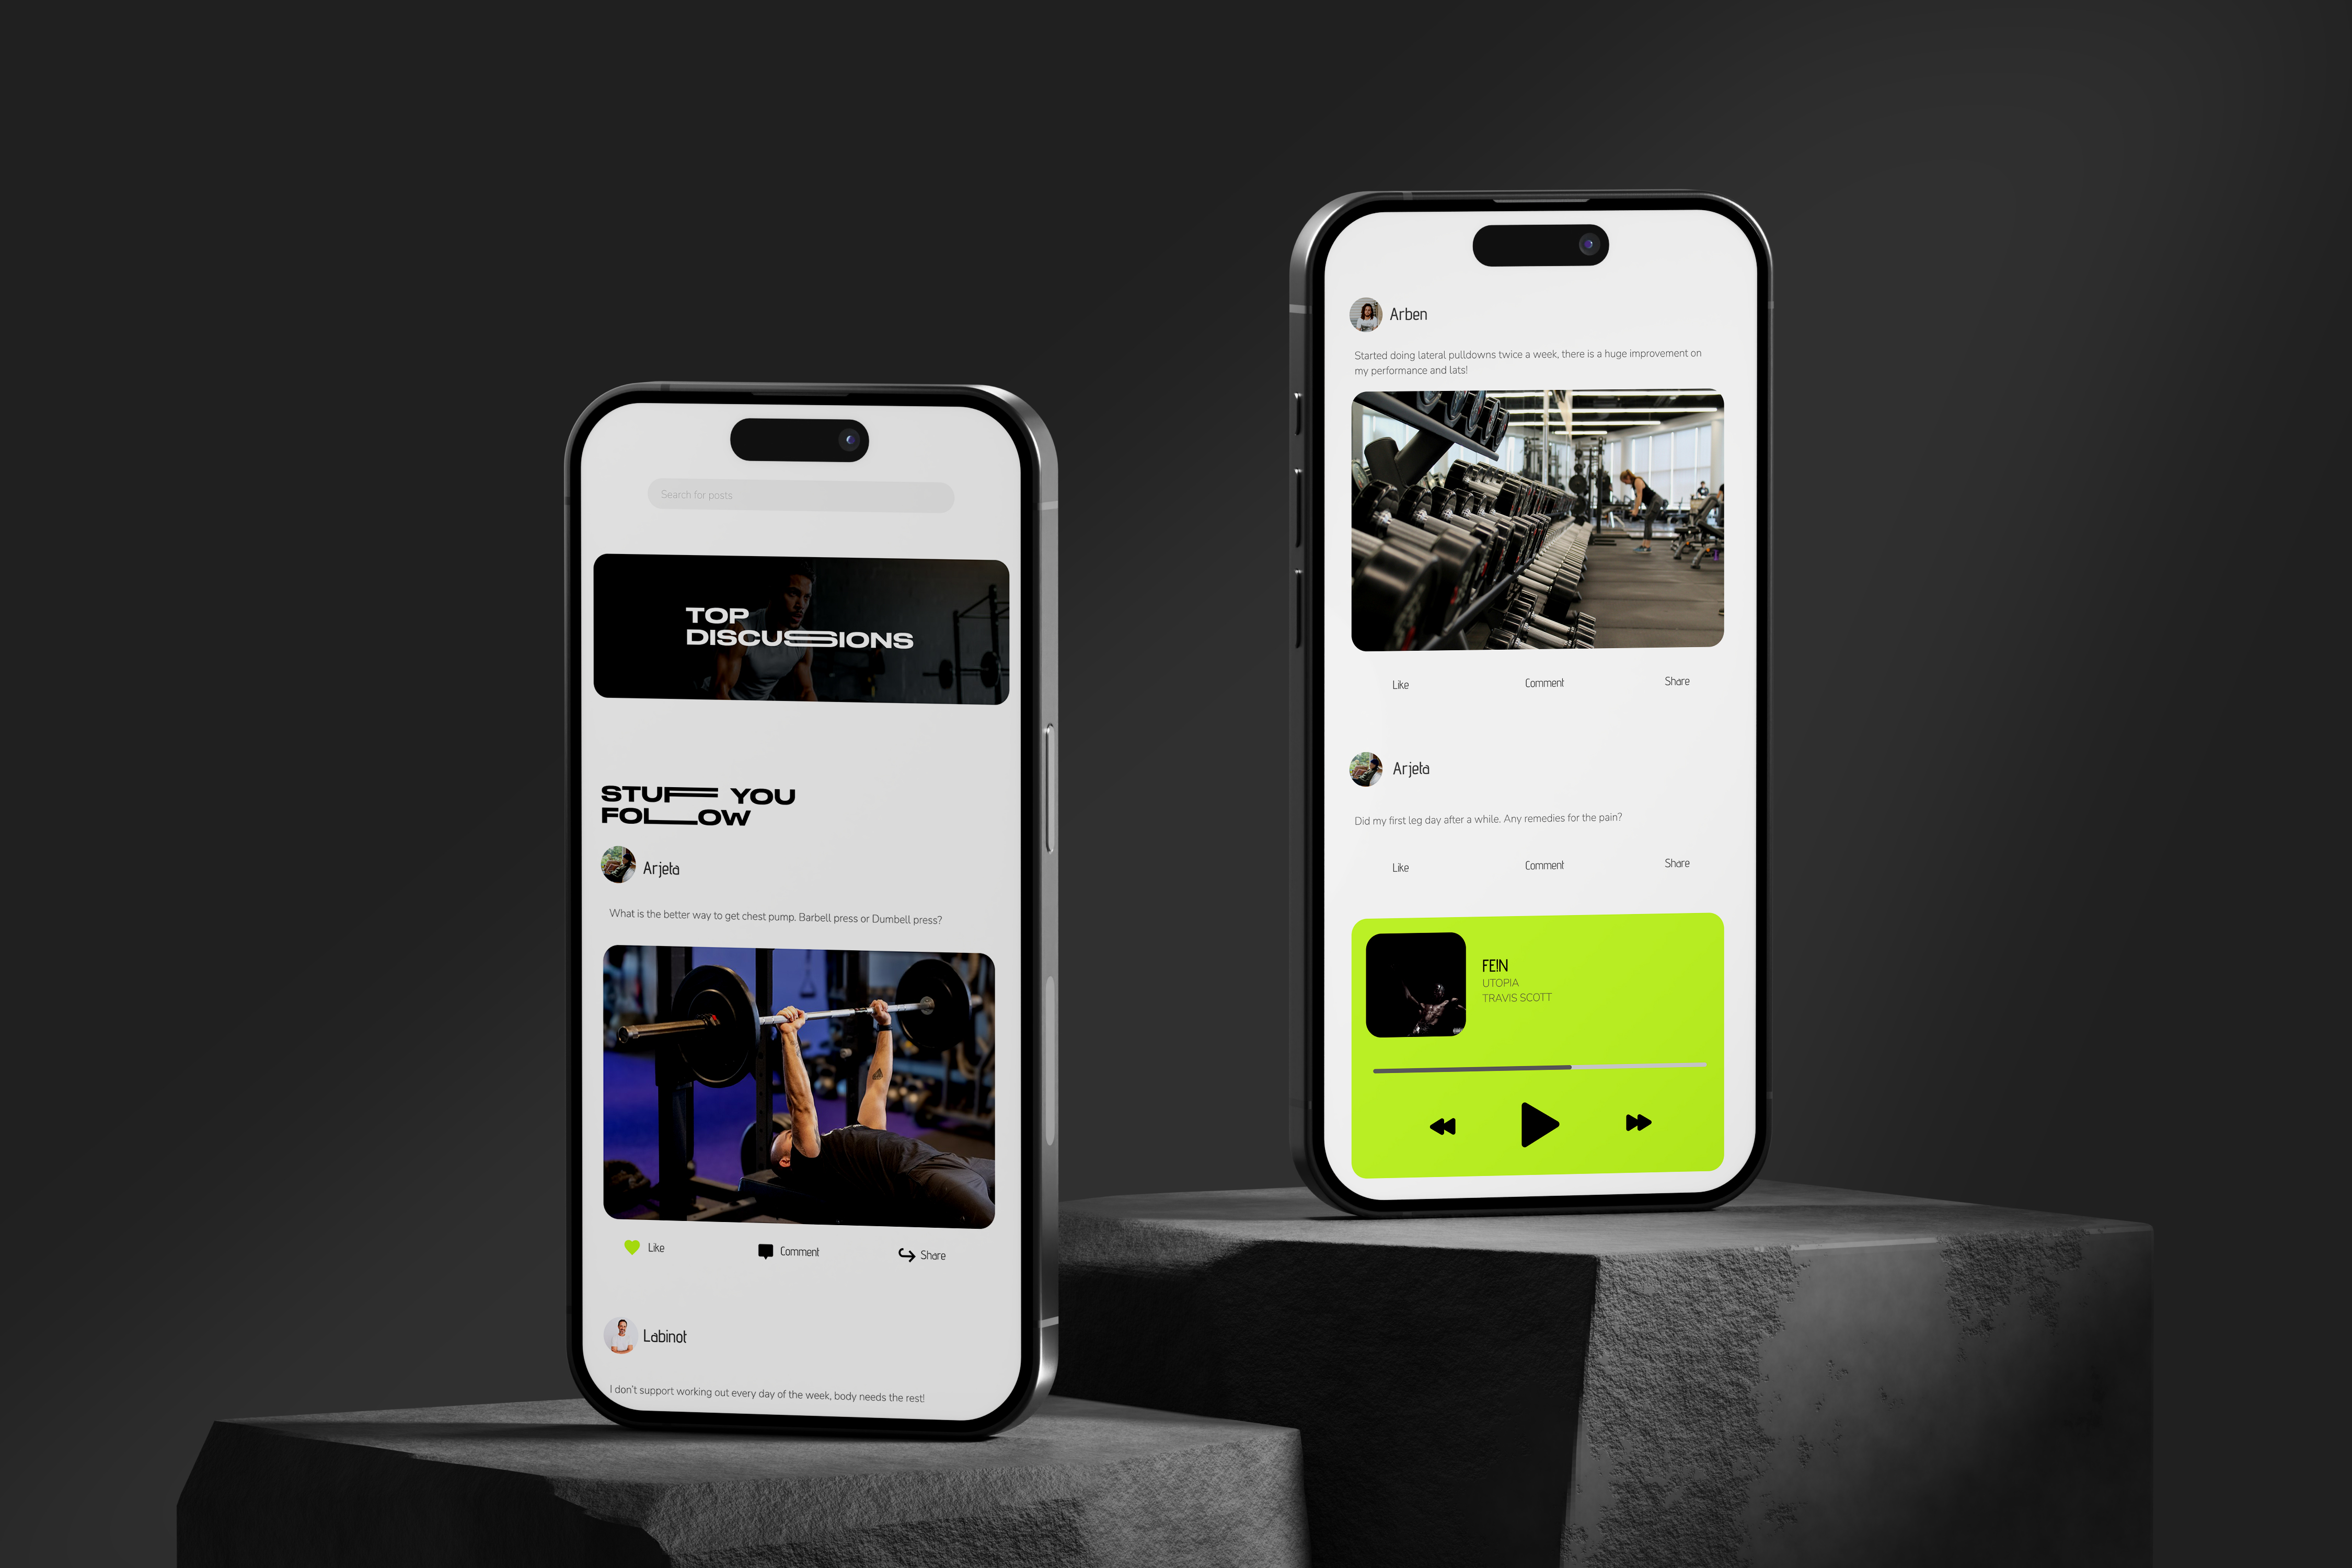 Search for posts
TOP
DISCUSSIONS
STUFF YOU
FOLLOW
Arjeta
What is the better way to get chest pump. Barbell press or Dumbell press?
Like Comment Share
Labinot
I don't support working out every day of the week, body needs the rest!
Arben
Started doing lateral pulldowns twice a week, there is a huge improvement on
my performance and lats!
Like Comment Share
Arjeta
Did my first leg day after a while. Any remedies for the pain?
Like Comment Share
FE!N
UTOPIA
TRAVIS SCOTT